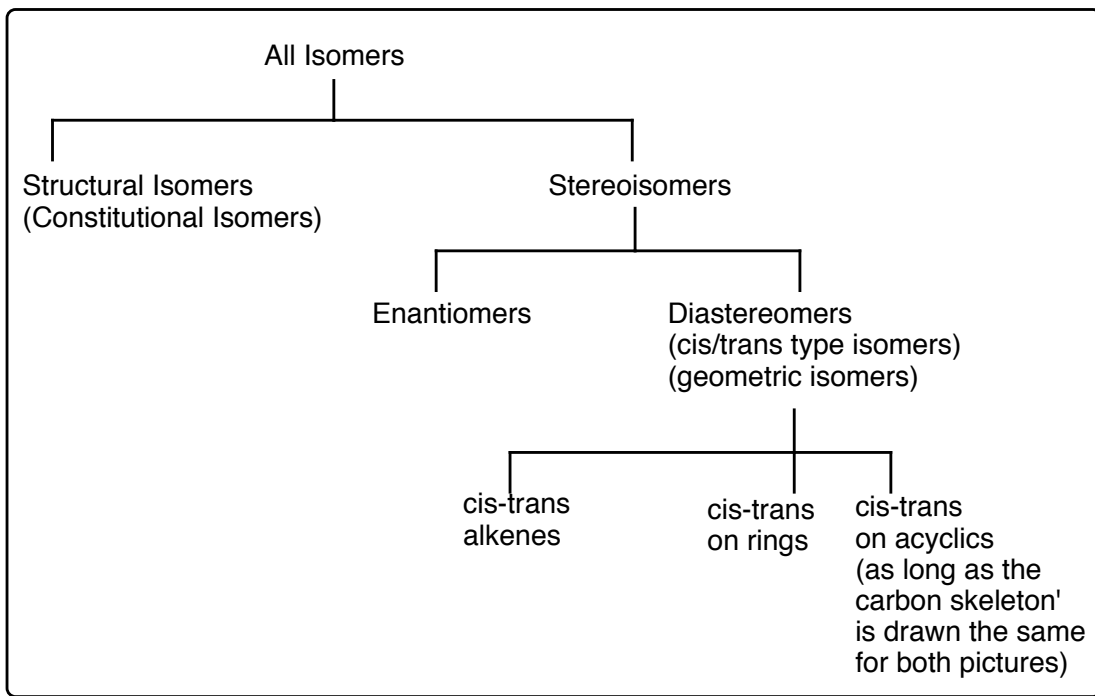 All Isomers
Structural Isomers
(Constitutional Isomers)
Stereoisomers
Enantiomers
Diastereomers
(cis/trans type isomers)
(geometric isomers)
cis-trans
alkenes
cis-trans
on rings
cis-trans
on acyclics
(as long as the
carbon skeleton'
is drawn the same
for both pictures)